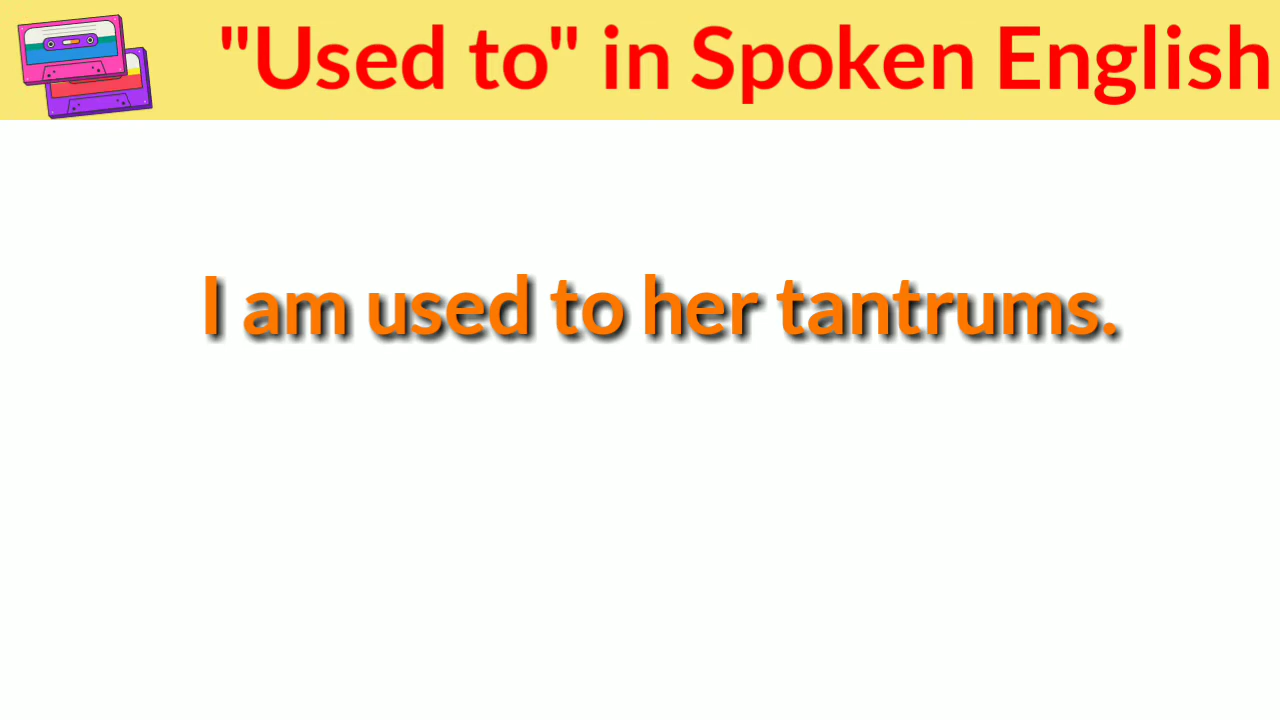 "Used to" in Spoken English
I am used to her tantrums.